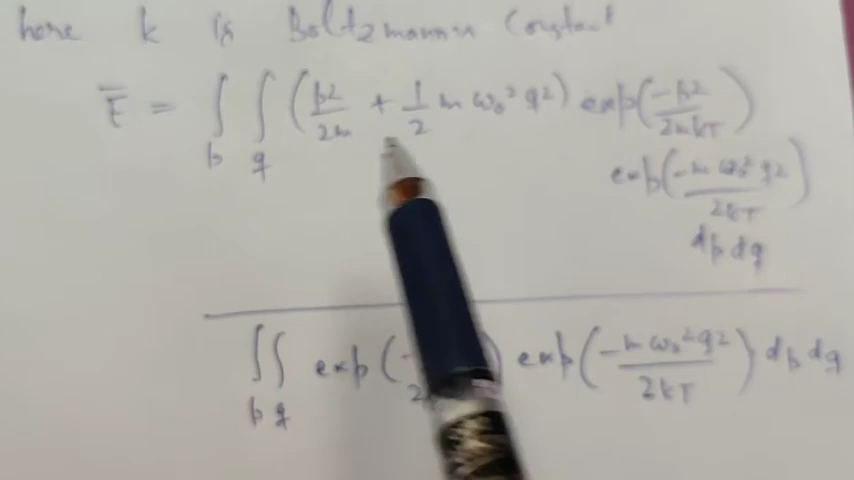 here k is Boltzmann Constant
E̅ = ∫ ∫ (p2/2m + 1/2 m ω₀² q2) exp(-p2/2mkT)
p q
exp(-m ω₀² q2/2kT)
dp dq
∫∫ exp( ) exp(-m ω₀² q2/2kT) dp dq
p q